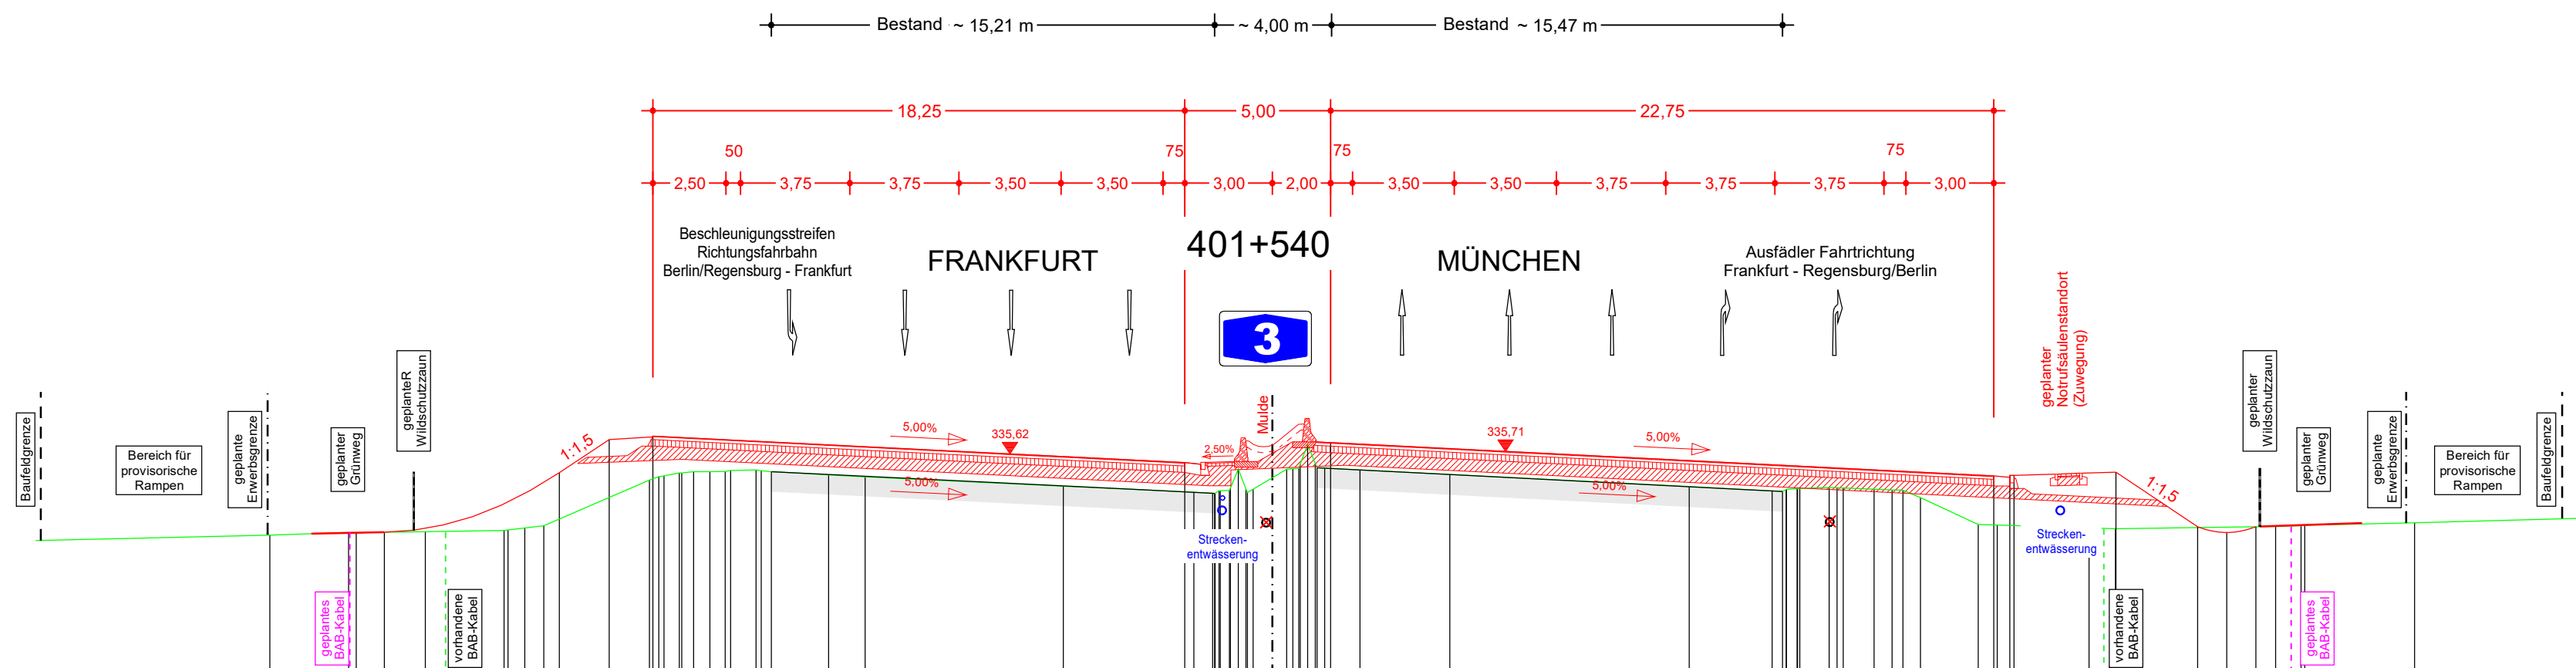 Bestand ~ 15,21 m
~ 4,00 m
Bestand ~ 15,47 m
18,25
5,00
22,75
50
75
75
75
2,50
3,75
3,75
3,50
3,50
3,00
2,00
3,50
3,50
3,75
3,75
3,75
3,00
Beschleunigungsstreifen
Richtungsfahrbahn
Berlin/Regensburg - Frankfurt
FRANKFURT
401+540
MÜNCHEN
Ausfädler Fahrtrichtung
Frankfurt - Regensburg/Berlin
3
geplanter
Notrufsäulenstandort
(Zuwegung)
Baufeldgrenze
Bereich für
provisorische
Rampen
geplante
Erwerbsgrenze
geplanter
Grünweg
geplanteR
Wildschutzzaun
1:1,5
5,00%
335,62
5,00%
2,50%
Mulde
335,71
5,00%
5,00%
1:1,5
geplanter
Wildschutzzaun
geplanter
Grünweg
geplante
Erwerbsgrenze
Bereich für
provisorische
Rampen
Baufeldgrenze
Strecken-
entwässerung
Strecken-
entwässerung
geplantes
BAB-Kabel
vorhandene
BAB-Kabel
vorhandene
BAB-Kabel
geplantes
BAB-Kabel